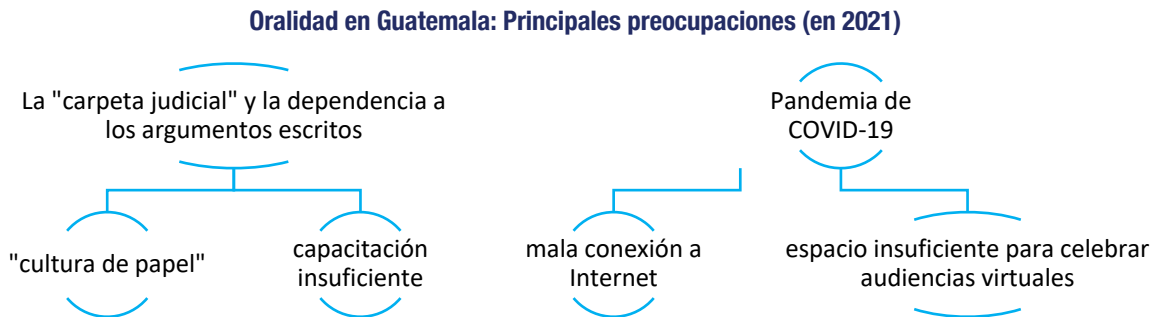 Oralidad en Guatemala: Principales preocupaciones (en 2021)
La "carpeta judicial" y la dependencia a
los argumentos escritos
Pandemia de
COVID-19
"cultura de papel"
capacitación
insuficiente
mala conexión a
Internet
espacio insuficiente para celebrar
audiencias virtuales